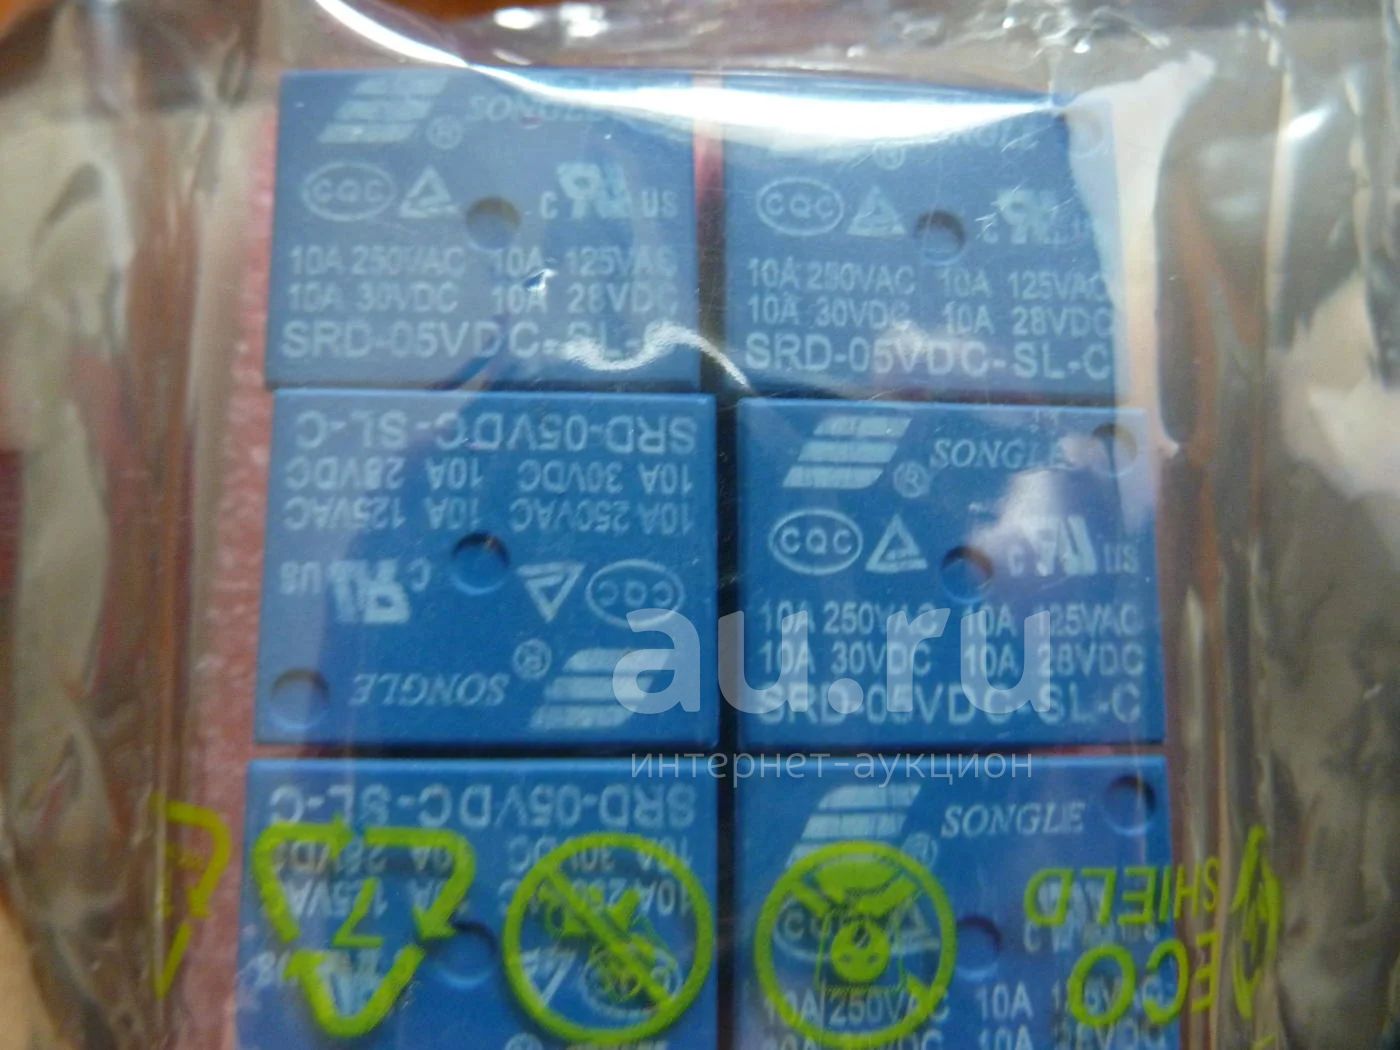 SONGLE
®
CQC
c US
10A 250VAC 10A 125VAC
10A 30VDC 10A 28VDC
SRD-05VDC-SL-C
®
CQC
10A 250VAC 10A 125VAC
10A 30VDC 10A 28VDC
SRD-05VDC-SL-C
SRD-05VDC-SL-C
10A 30VDC 10A 28VDC
10A 250VAC 10A 125VAC
CQC
c US
SONGLE ®
SONGLE
®
CQC
c US
10A 250VAC 10A 125VAC
10A 30VDC 10A 28VDC
SRD-05VDC-SL-C
au.ru
интернет-аукцион
SRD-05VDC-SL-C
10A 30VDC
SONGLE
®
CQC
10A 250VAC 10A
7
ECO
SHIELD